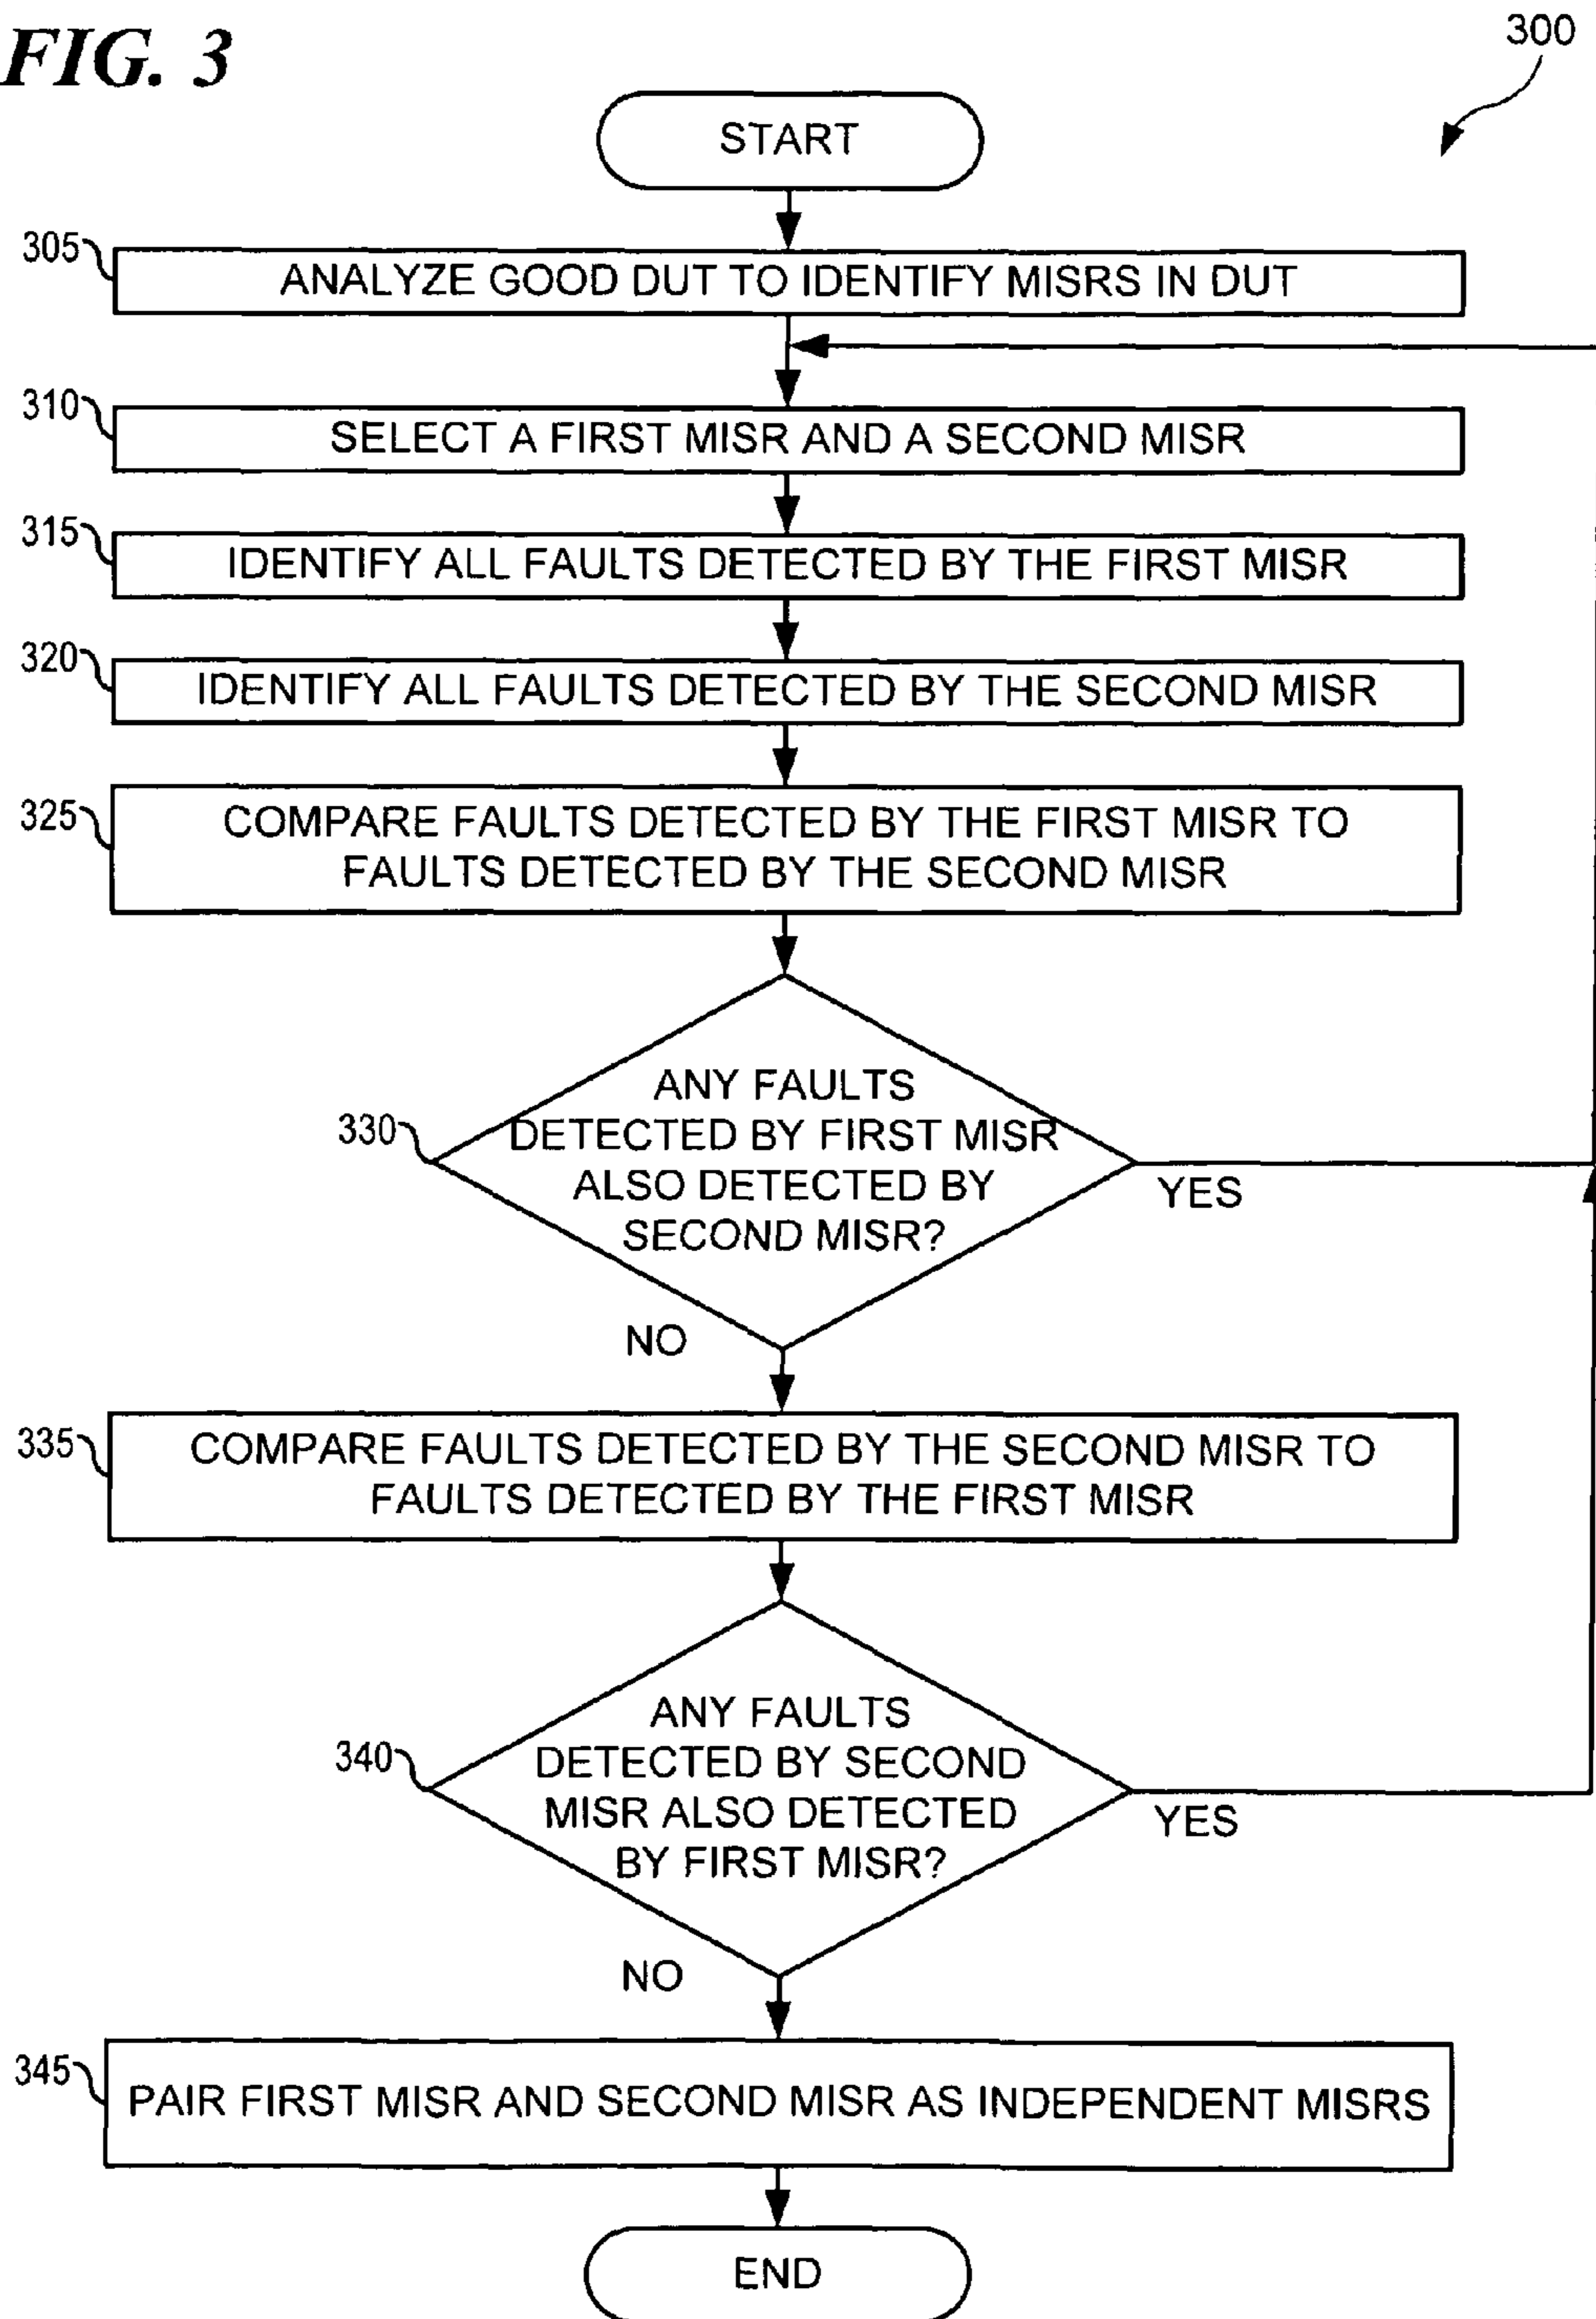 FIG. 3
300
START
305
ANALYZE GOOD DUT TO IDENTIFY MISRS IN DUT
310
SELECT A FIRST MISR AND A SECOND MISR
315
IDENTIFY ALL FAULTS DETECTED BY THE FIRST MISR
320
IDENTIFY ALL FAULTS DETECTED BY THE SECOND MISR
325
COMPARE FAULTS DETECTED BY THE FIRST MISR TO
FAULTS DETECTED BY THE SECOND MISR
330
ANY FAULTS
DETECTED BY FIRST MISR
ALSO DETECTED BY
SECOND MISR?
YES
NO
335
COMPARE FAULTS DETECTED BY THE SECOND MISR TO
FAULTS DETECTED BY THE FIRST MISR
340
ANY FAULTS
DETECTED BY SECOND
MISR ALSO DETECTED
BY FIRST MISR?
YES
NO
345
PAIR FIRST MISR AND SECOND MISR AS INDEPENDENT MISRS
END